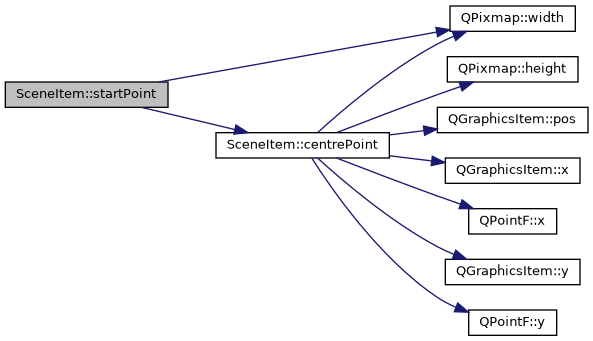 QPixmap::width
QPixmap::height
SceneItem::startPoint
QGraphicsItem::pos
SceneItem::centrePoint
QGraphicsItem::x
QPointF::x
QGraphicsItem::y
QPointF::y